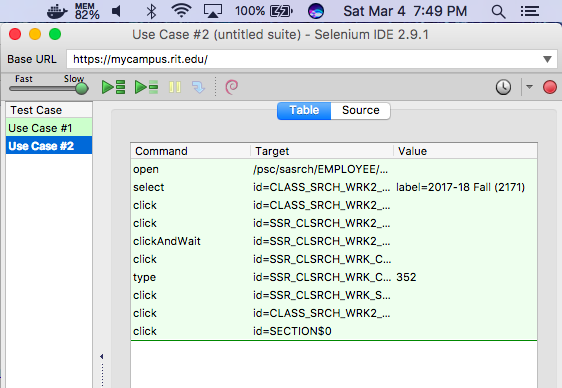 MEM 82% 100% Sat Mar 4 7:49 PM
Use Case #2 (untitled suite) - Selenium IDE 2.9.1
Base URL https://mycampus.rit.edu/
Fast Slow
Test Case
Use Case #1
Use Case #2
Table Source
Command Target Value
open /psc/sasrch/EMPLOYEE/...
select id=CLASS_SRCH_WRK2_... label=2017-18 Fall (2171)
click id=CLASS_SRCH_WRK2_...
click id=SSR_CLSRCH_WRK2_...
clickAndWait id=CLASS_SRCH_WRK2_...
click id=SSR_CLSRCH_WRK_C...
type id=SSR_CLSRCH_WRK_C... 352
click id=SSR_CLSRCH_WRK_S...
click id=CLASS_SRCH_WRK2_...
click id=SECTION$0